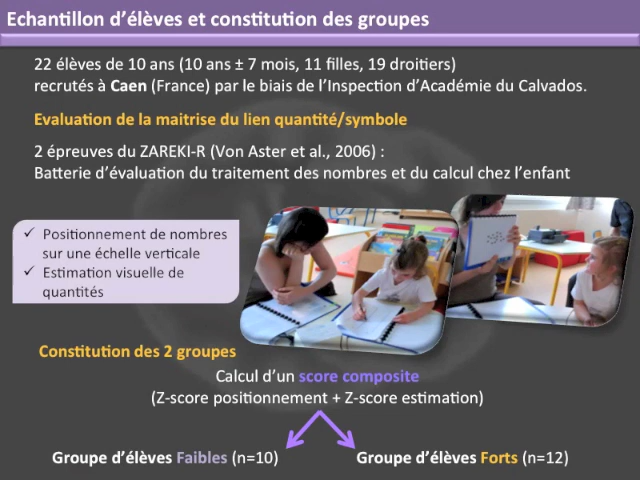 Echantillon d'élèves et constitution des groupes
22 élèves de 10 ans (10 ans ± 7 mois, 11 filles, 19 droitiers)
recrutés à Caen (France) par le biais de l'Inspection d'Académie du Calvados.
Evaluation de la maitrise du lien quantité/symbole
2 épreuves du ZAREKI-R (Von Aster et al., 2006) :
Batterie d'évaluation du traitement des nombres et du calcul chez l'enfant
✓ Positionnement de nombres
sur une échelle verticale
✓ Estimation visuelle de
quantités
Constitution des 2 groupes
Calcul d'un score composite
(Z-score positionnement + Z-score estimation)
Groupe d'élèves Faibles (n=10)
Groupe d'élèves Forts (n=12)